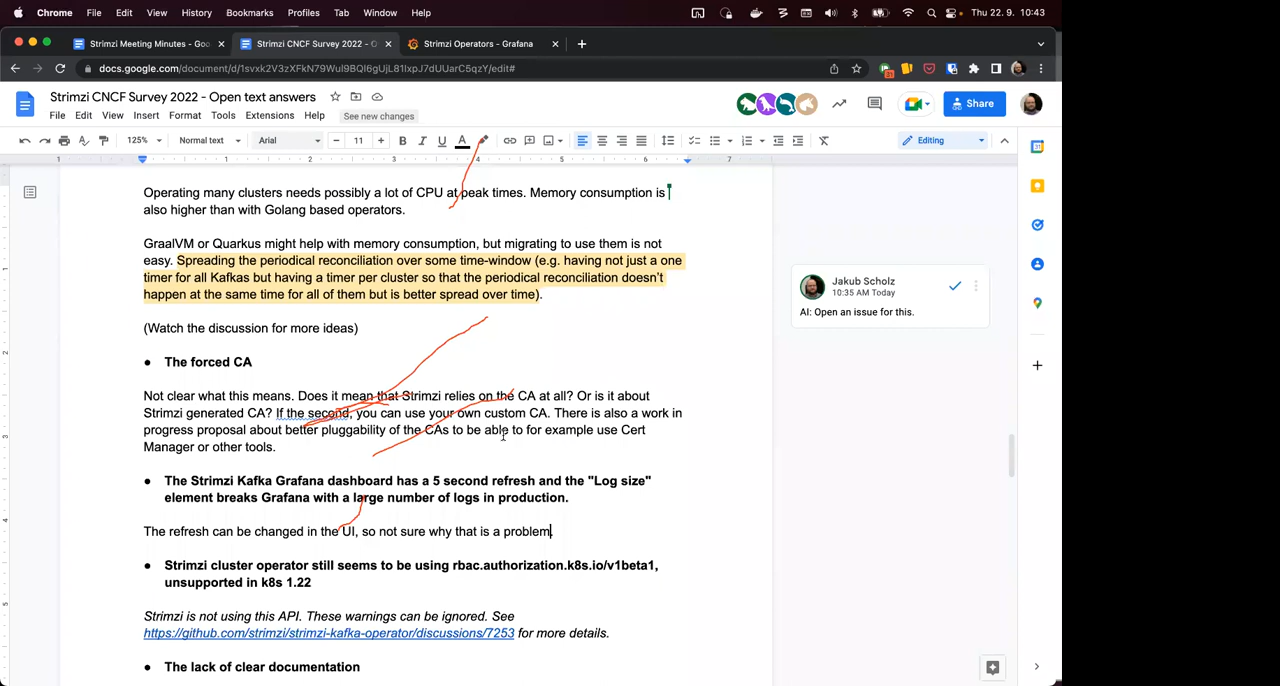 Chrome File Edit View History Bookmarks Profiles Tab Window Help Thu 22. 9. 10:43
Strimzi Meeting Minutes - Goo Strimzi CNCF Survey 2022 - O Strimzi Operators - Grafana
docs.google.com/document/d/1svxk2V3zXFkN79WuI9BQI6gUjL81IxpJ7dUUarC5qzY/edit#
31
Strimzi CNCF Survey 2022 - Open text answers
File Edit View Insert Format Tools Extensions Help See new changes
Share
125% Normal text Arial 11 Editing
1 1 2 3 4 5 6 7
Operating many clusters needs possibly a lot of CPU at peak times. Memory consumption is
also higher than with Golang based operators.
GraalVM or Quarkus might help with memory consumption, but migrating to use them is not
easy. Spreading the periodical reconciliation over some time-window (e.g. having not just a one
timer for all Kafkas but having a timer per cluster so that the periodical reconciliation doesn't
happen at the same time for all of them but is better spread over time).
Jakub Scholz
10:35 AM Today
AI: Open an issue for this.
(Watch the discussion for more ideas)
● The forced CA
Not clear what this means. Does it mean that Strimzi relies on the CA at all? Or is it about
Strimzi generated CA? If the second, you can use your own custom CA. There is also a work in
progress proposal about better pluggability of the CAs to be able to for example use Cert
Manager or other tools.
● The Strimzi Kafka Grafana dashboard has a 5 second refresh and the "Log size"
element breaks Grafana with a large number of logs in production.
The refresh can be changed in the UI, so not sure why that is a problem.
● Strimzi cluster operator still seems to be using rbac.authorization.k8s.io/v1beta1,
unsupported in k8s 1.22
Strimzi is not using this API. These warnings can be ignored. See
https://github.com/strimzi/strimzi-kafka-operator/discussions/7253 for more details.
● The lack of clear documentation